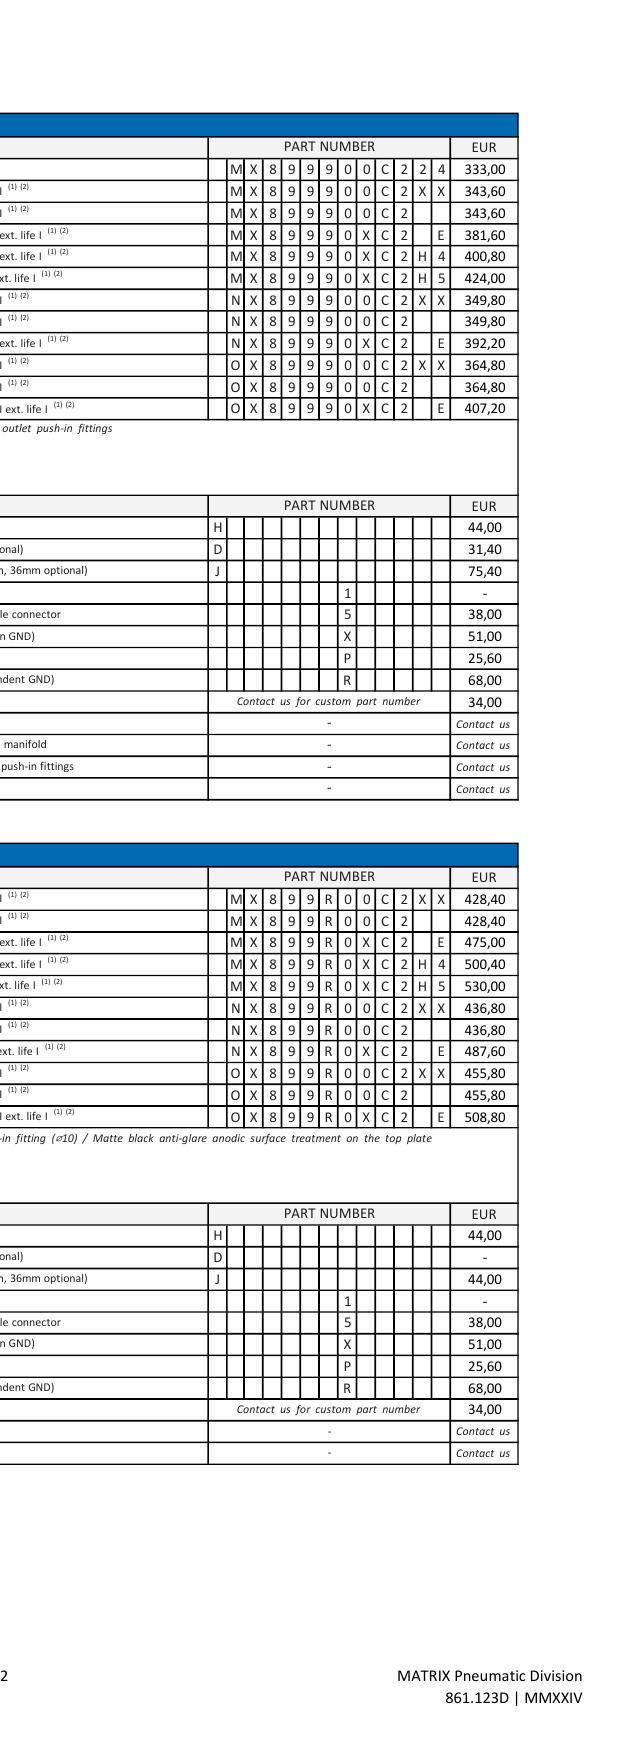 PART NUMBER EUR
M X 8 9 9 9 0 0 C 2 2 4 333,00
I (1) (2) M X 8 9 9 9 0 0 C 2 X X 343,60
I (1) (2) M X 8 9 9 9 0 0 C 2 343,60
ext. life I (1) (2) M X 8 9 9 9 0 X C 2 E 381,60
ext. life I (1) (2) M X 8 9 9 9 0 X C 2 H 4 400,80
xt. life I (1) (2) M X 8 9 9 9 0 X C 2 H 5 424,00
I (1) (2) N X 8 9 9 9 0 0 C 2 X X 349,80
I (1) (2) N X 8 9 9 9 0 0 C 2 349,80
ext. life I (1) (2) N X 8 9 9 9 0 X C 2 E 392,20
I (1) (2) O X 8 9 9 9 0 0 C 2 X X 364,80
I (1) (2) O X 8 9 9 9 0 0 C 2 364,80
I ext. life I (1) (2) O X 8 9 9 9 0 X C 2 E 407,20
outlet push-in fittings
PART NUMBER EUR
H 44,00
onal) D 31,40
n, 36mm optional) J 75,40
1 -
le connector 5 38,00
n GND) X 51,00
P 25,60
ndent GND) R 68,00
Contact us for custom part number 34,00
- Contact us
manifold - Contact us
push-in fittings - Contact us
- Contact us
PART NUMBER EUR
I (1) (2) M X 8 9 9 R 0 0 C 2 X X 428,40
I (1) (2) M X 8 9 9 R 0 0 C 2 428,40
ext. life I (1) (2) M X 8 9 9 R 0 X C 2 E 475,00
ext. life I (1) (2) M X 8 9 9 R 0 X C 2 H 4 500,40
xt. life I (1) (2) M X 8 9 9 R 0 X C 2 H 5 530,00
I (1) (2) N X 8 9 9 R 0 0 C 2 X X 436,80
I (1) (2) N X 8 9 9 R 0 0 C 2 436,80
ext. life I (1) (2) N X 8 9 9 R 0 X C 2 E 487,60
I (1) (2) O X 8 9 9 R 0 0 C 2 X X 455,80
I (1) (2) O X 8 9 9 R 0 0 C 2 455,80
I ext. life I (1) (2) O X 8 9 9 R 0 X C 2 E 508,80
-in fitting (⌀10) / Matte black anti-glare anodic surface treatment on the top plate
PART NUMBER EUR
H 44,00
onal) D -
n, 36mm optional) J 44,00
1 -
le connector 5 38,00
n GND) X 51,00
P 25,60
ndent GND) R 68,00
Contact us for custom part number 34,00
- Contact us
- Contact us
2 MATRIX Pneumatic Division
861.123D | MMXXIV